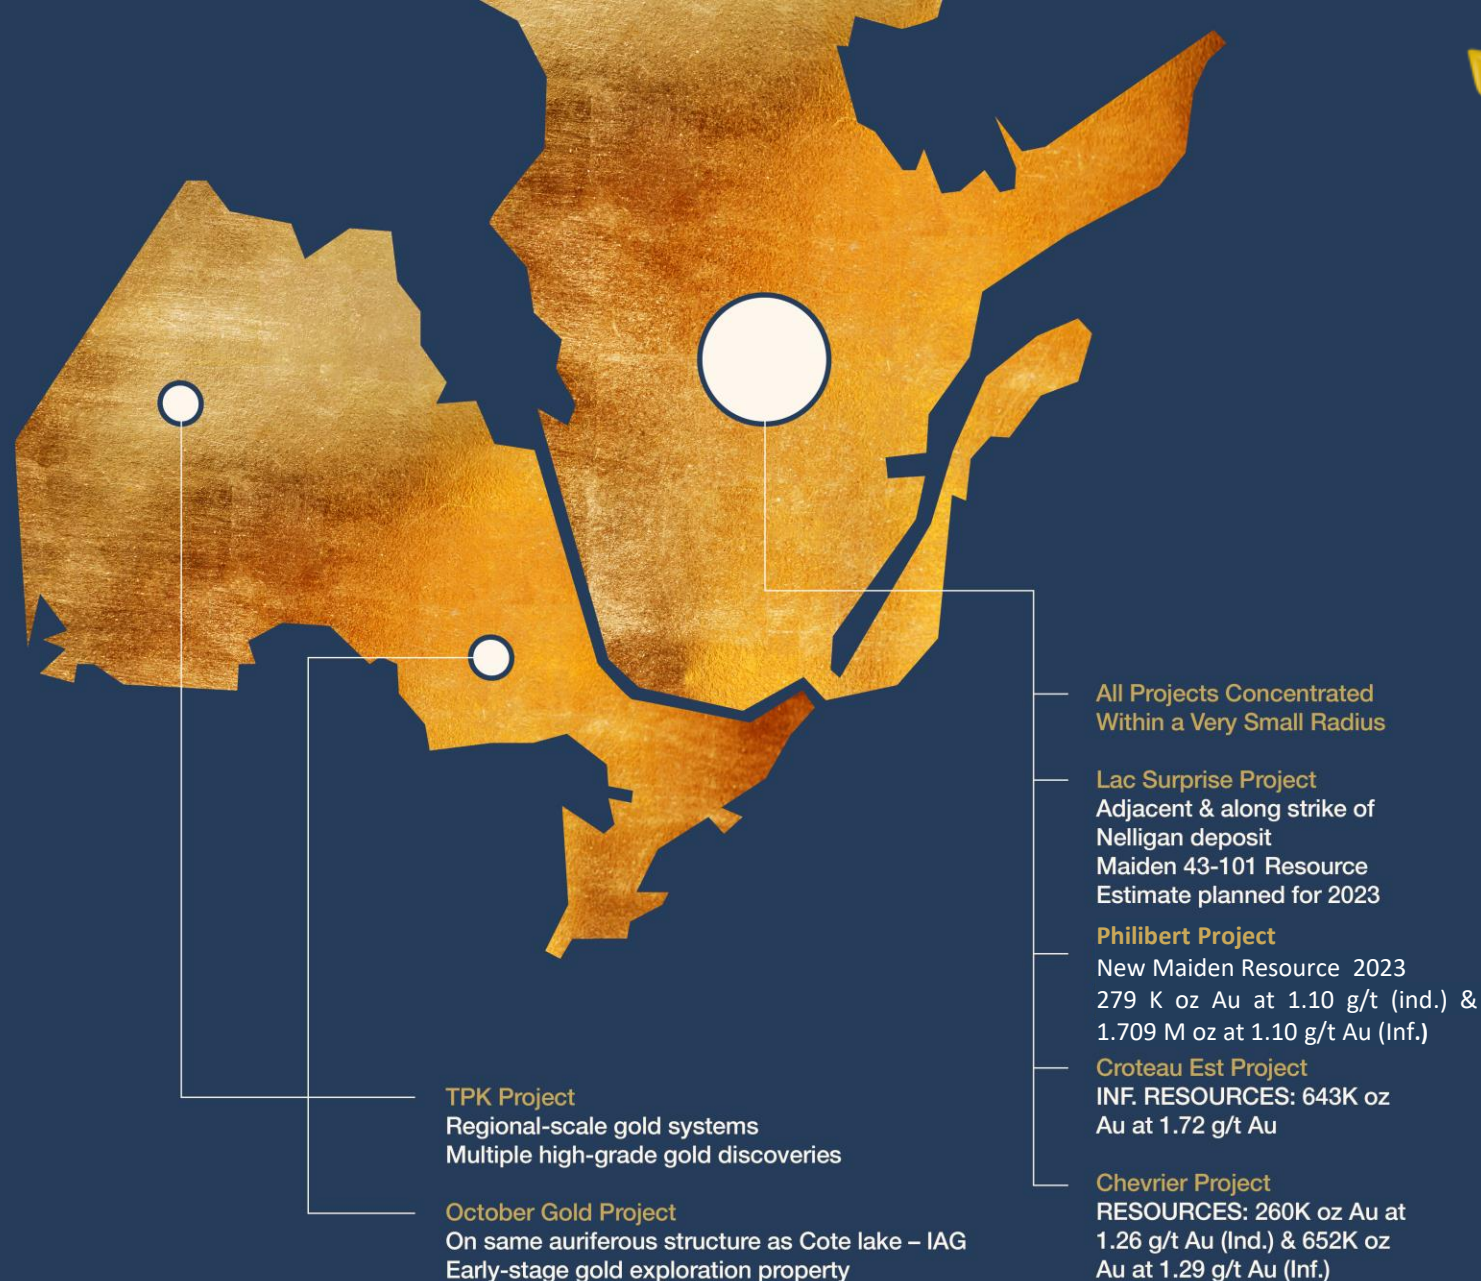 All Projects Concentrated
Within a Very Small Radius
Lac Surprise Project
Adjacent & along strike of
Nelligan deposit
Maiden 43-101 Resource
Estimate planned for 2023
Philibert Project
New Maiden Resource 2023
279 K oz Au at 1.10 g/t (ind.) &
1.709 M oz at 1.10 g/t Au (Inf.)
Croteau Est Project
INF. RESOURCES: 643K oz
Au at 1.72 g/t Au
Chevrier Project
RESOURCES: 260K oz Au at
1.26 g/t Au (Ind.) & 652K oz
Au at 1.29 g/t Au (Inf.)
TPK Project
Regional-scale gold systems
Multiple high-grade gold discoveries
October Gold Project
On same auriferous structure as Cote lake – IAG
Early-stage gold exploration property